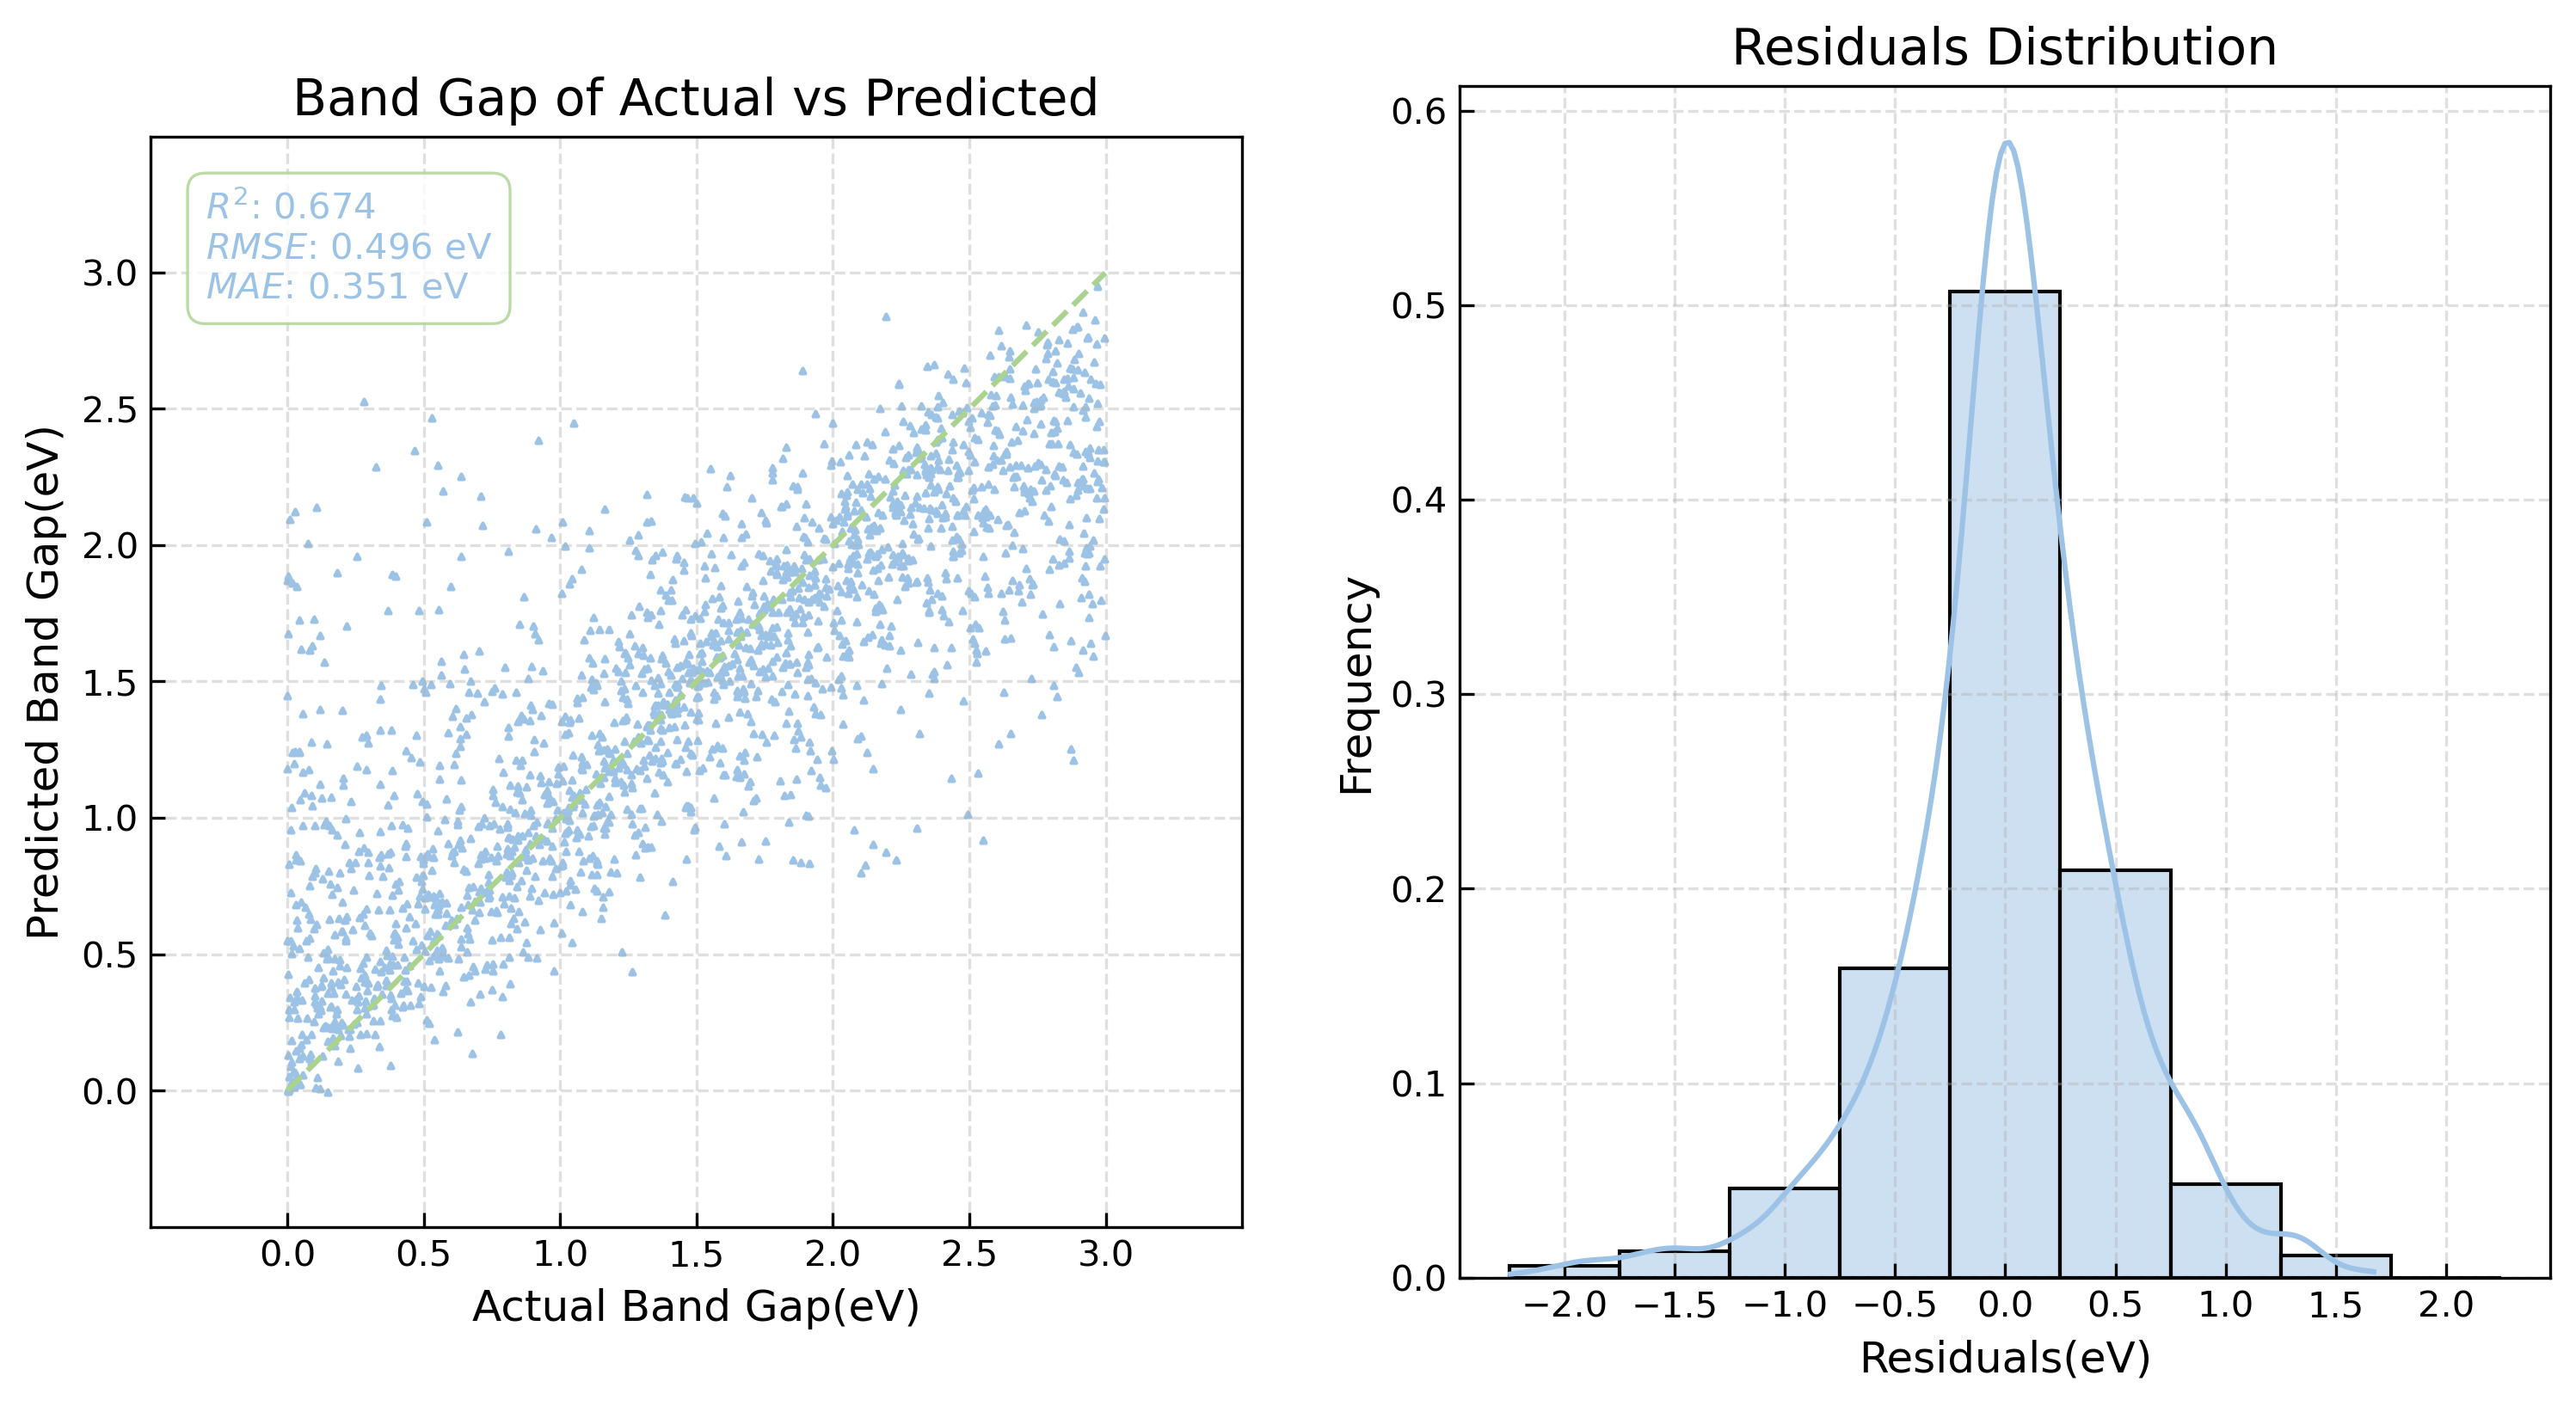 Band Gap of Actual vs Predicted
R²: 0.674
RMSE: 0.496 eV
MAE: 0.351 eV
Predicted Band Gap(eV)
3.0
2.5
2.0
1.5
1.0
0.5
0.0
0.0 0.5 1.0 1.5 2.0 2.5 3.0
Actual Band Gap(eV)
Residuals Distribution
Frequency
0.6
0.5
0.4
0.3
0.2
0.1
0.0
−2.0 −1.5 −1.0 −0.5 0.0 0.5 1.0 1.5 2.0
Residuals(eV)